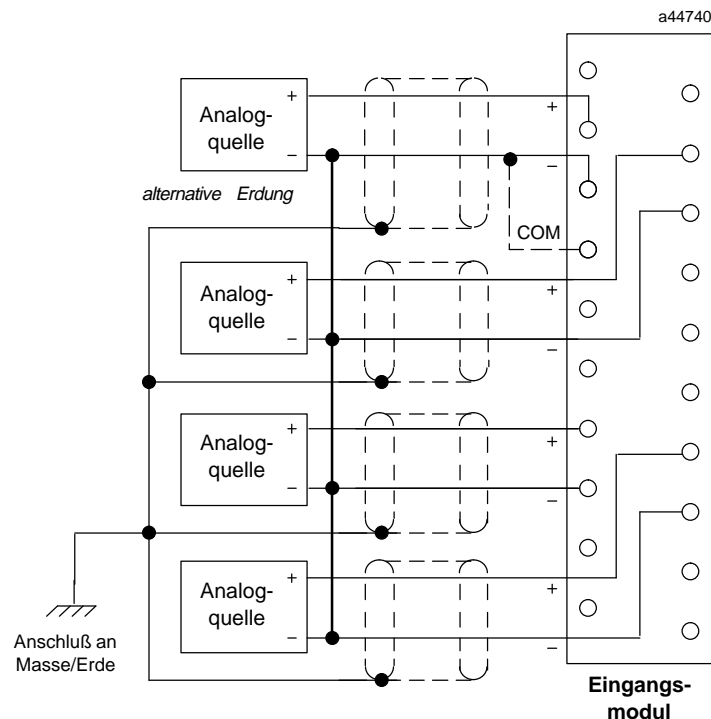 a44740
Analog-
quelle
+
−
+
−
alternative Erdung
COM
Analog-
quelle
+
−
+
−
Analog-
quelle
+
−
+
−
Analog-
quelle
+
−
+
−
Anschluß an
Masse/Erde
Eingangs-
modul